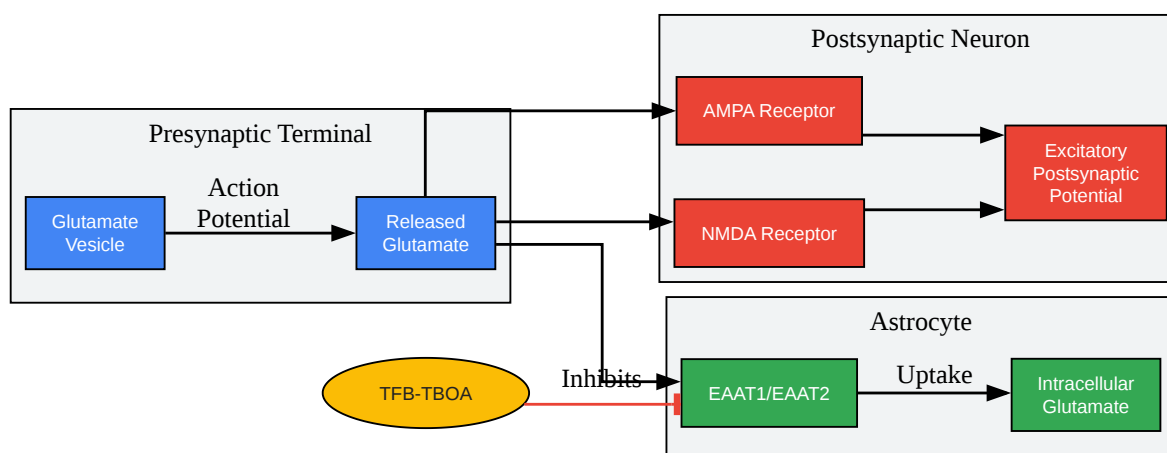 Postsynaptic Neuron
AMPA Receptor
Presynaptic Terminal
Excitatory
Postsynaptic
Potential
Action
Potential
Glutamate
Vesicle
Released
Glutamate
NMDA Receptor
Astrocyte
Inhibits
TFB-TBOA
EAAT1/EAAT2
Uptake
Intracellular
Glutamate